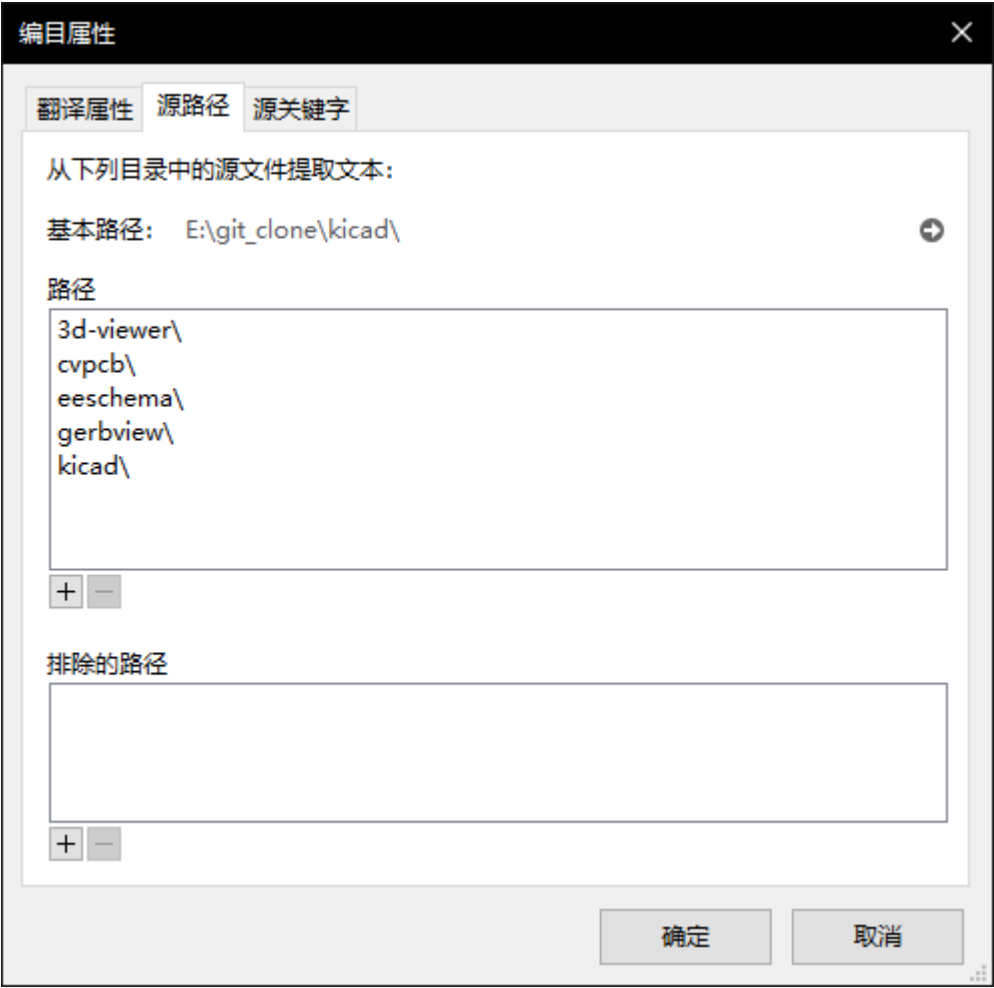 编目属性
翻译属性 源路径 源关键字
从下列目录中的源文件提取文本：
基本路径： E:\git_clone\kicad\
路径
3d-viewer\
cvpcb\
eeschema\
gerbview\
kicad\
排除的路径
确定 取消